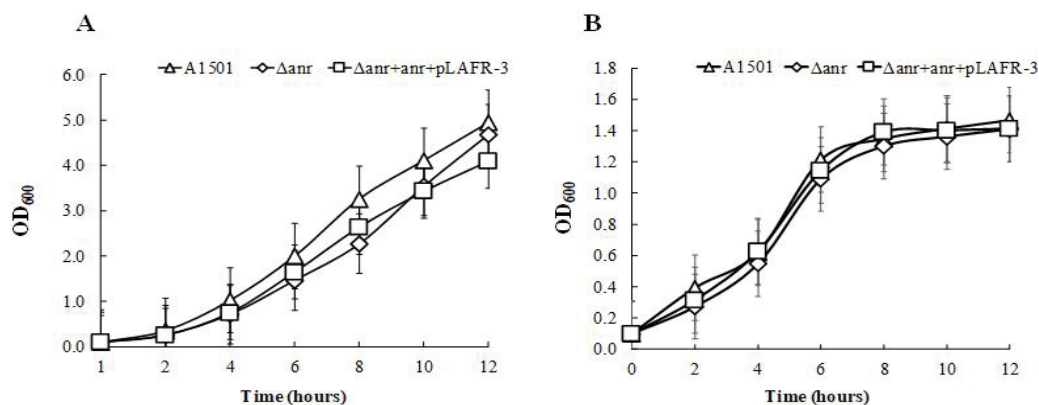 A
A1501 Δanr Δanr+anr+pLAFR-3
6.0
5.0
4.0
3.0
2.0
1.0
0.0
OD600
1 2 4 6 8 10 12
Time (hours)
B
A1501 Δanr Δanr+anr+pLAFR-3
1.8
1.6
1.4
1.2
1.0
0.8
0.6
0.4
0.2
0.0
OD600
0 2 4 6 8 10 12
Time (hours)